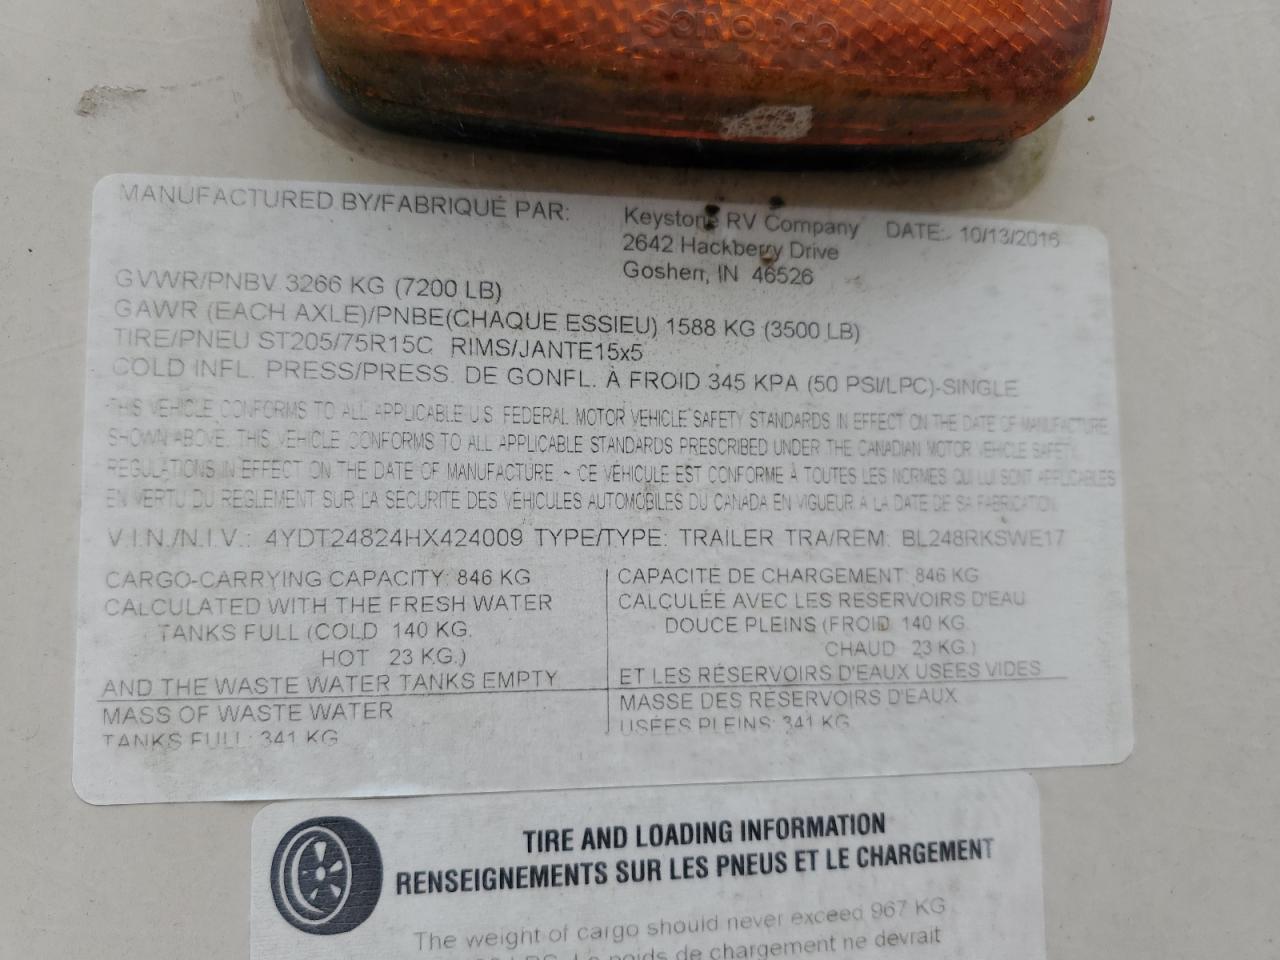 MANUFACTURED BY/FABRIQUÉ PAR: Keystone RV Company DATE: 10/13/2016
2642 Hackberry Drive
Goshen, IN 46526
GVWR/PNBV 3266 KG (7200 LB)
GAWR (EACH AXLE)/PNBE(CHAQUE ESSIEU) 1588 KG (3500 LB)
TIRE/PNEU ST205/75R15C RIMS/JANTE15x5
COLD INFL. PRESS/PRESS. DE GONFL. À FROID 345 KPA (50 PSI/LPC)-SINGLE
THIS VEHICLE CONFORMS TO ALL APPLICABLE U.S. FEDERAL MOTOR VEHICLE SAFETY STANDARDS IN EFFECT ON THE DATE OF MANUFACTURE
SHOWN ABOVE. THIS VEHICLE CONFORMS TO ALL APPLICABLE STANDARDS PRESCRIBED UNDER THE CANADIAN MOTOR VEHICLE SAFETY
REGULATIONS IN EFFECT ON THE DATE OF MANUFACTURE. ~ CE VÉHICULE EST CONFORME À TOUTES LES NORMES QUI LUI SONT APPLICABLES
EN VERTU DU RÈGLEMENT SUR LA SÉCURITÉ DES VÉHICULES AUTOMOBILES DU CANADA EN VIGUEUR À LA DATE DE SA FABRICATION
V.I.N./N.I.V.: 4YDT24824HX424009 TYPE/TYPE: TRAILER TRA/REM: BL248RKSWE17
CARGO-CARRYING CAPACITY: 846 KG
CALCULATED WITH THE FRESH WATER
TANKS FULL (COLD 140 KG.
HOT 23 KG.)
AND THE WASTE WATER TANKS EMPTY
MASS OF WASTE WATER
TANKS FULL: 341 KG
CAPACITE DE CHARGEMENT: 846 KG
CALCULÉE AVEC LES RÉSERVOIRS D'EAU
DOUCE PLEINS (FROID 140 KG.
CHAUD 23 KG.)
ET LES RÉSERVOIRS D'EAUX USÉES VIDES
MASSE DES RÉSERVOIRS D'EAUX
USÉES PLEINS: 341 KG
TIRE AND LOADING INFORMATION
RENSEIGNEMENTS SUR LES PNEUS ET LE CHARGEMENT
The weight of cargo should never exceed 967 KG
Le poids de chargement ne devrait